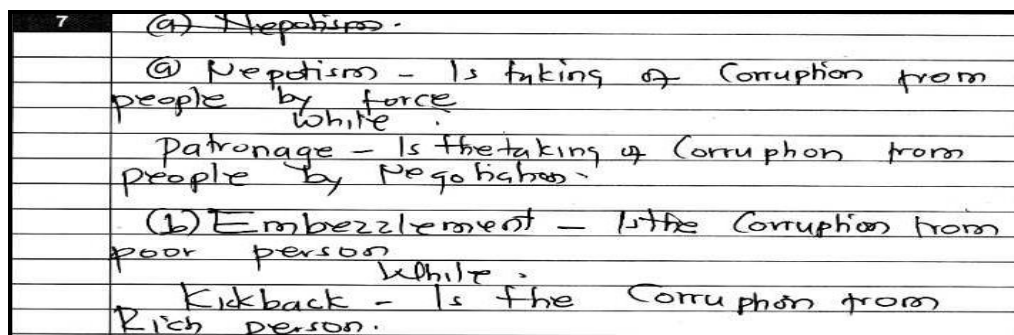 7
(a) Nepotism.
(a) Nepotism - Is taking of Corruption from
people by force
While .
Patronage - Is the taking of Corruption from
people by Negotiation.
(b) Embezzlement - Is the Corruption from
poor person
While .
Kickback - Is the Corruption from
Rich person.